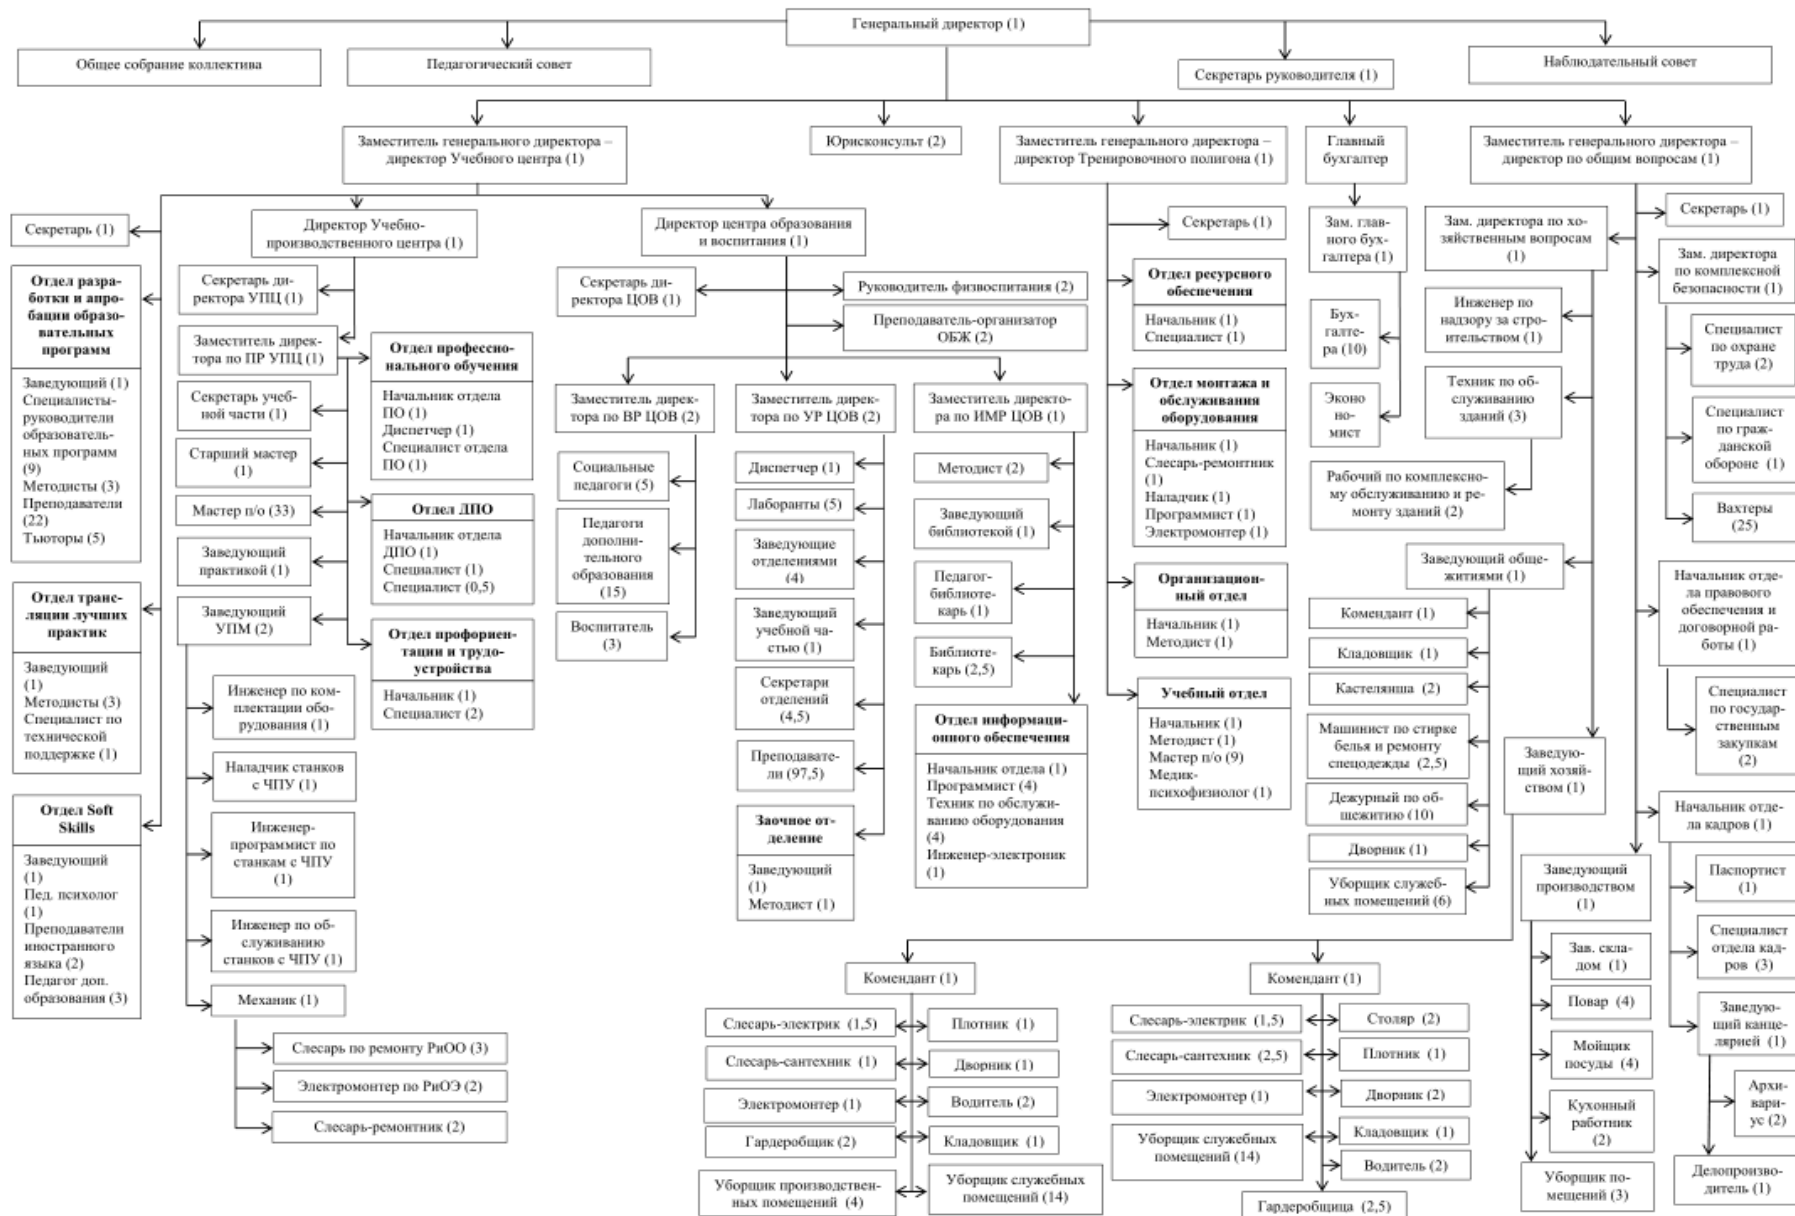 Генеральный директор (1)
Общее собрание коллектива
Педагогический совет
Секретарь руководителя (1)
Наблюдательный совет
Заместитель генерального директора –
директор Учебного центра (1)
Юрисконсульт (2)
Заместитель генерального директора –
директор Тренировочного полигона (1)
Главный
бухгалтер
Заместитель генерального директора –
директор по общим вопросам (1)
Секретарь (1)
Отдел разра-
ботки и апро-
бации образо-
вательных
программ
Заведующий (1)
Специалисты-
руководители
образователь-
ных программ
(9)
Методисты (3)
Преподаватели
(22)
Тьюторы (5)
Отдел транс-
ляции лучших
практик
Заведующий
(1)
Методисты (3)
Специалист по
технической
поддержке (1)
Отдел Soft
Skills
Заведующий
(1)
Пед. психолог
(1)
Преподаватели
иностранного
языка (2)
Педагог доп.
образования (3)
Директор Учебно-
производственного центра (1)
Секретарь ди-
ректора УПЦ (1)
Заместитель дирек-
тора по ПР УПЦ (1)
Секретарь учеб-
ной части (1)
Старший мастер
(1)
Мастер п/о (33)
Заведующий
практикой (1)
Заведующий
УПМ (2)
Инженер по ком-
плектации обо-
рудования (1)
Наладчик станков
с ЧПУ (1)
Инженер-
программист по
станкам с ЧПУ
(1)
Инженер по об-
служиванию
станков с ЧПУ (1)
Механик (1)
Слесарь по ремонту РиОО (3)
Электромонтер по РиОЭ (2)
Слесарь-ремонтник (2)
Отдел профессио-
нального обучения
Начальник отдела
ПО (1)
Диспетчер (1)
Специалист отдела
ПО (1)
Отдел ДПО
Начальник отдела
ДПО (1)
Специалист (1)
Специалист (0,5)
Отдел профориен-
тации и трудо-
устройства
Начальник (1)
Специалист (2)
Директор центра образования
и воспитания (1)
Секретарь ди-
ректора ЦОВ (1)
Руководитель физвоспитания (2)
Преподаватель-организатор
ОБЖ (2)
Заместитель дирек-
тора по ВР ЦОВ (2)
Социальные
педагоги (5)
Педагоги
дополни-
тельного
образования
(15)
Воспитатель
(3)
Заместитель дирек-
тора по УР ЦОВ (2)
Диспетчер (1)
Лаборанты (5)
Заведующие
отделениями
(4)
Заведующий
учебной ча-
стью (1)
Секретари
отделений
(4,5)
Преподавате-
ли (97,5)
Заочное от-
деление
Заведующий
(1)
Методист (1)
Заместитель директо-
ра по ИМР ЦОВ (1)
Методист (2)
Заведующий
библиотекой (1)
Педагог-
библиоте-
карь (1)
Библиоте-
карь (2,5)
Отдел информаци-
онного обеспечения
Начальник отдела (1)
Программист (4)
Техник по обслужи-
ванию оборудования
(4)
Инженер-электроник
(1)
Секретарь (1)
Отдел ресурсного
обеспечения
Начальник (1)
Специалист (1)
Отдел монтажа и
обслуживания
оборудования
Начальник (1)
Слесарь-ремонтник
(1)
Наладчик (1)
Программист (1)
Электромонтер (1)
Организацион-
ный отдел
Начальник (1)
Методист (1)
Учебный отдел
Начальник (1)
Методист (1)
Мастер п/о (9)
Медик-
психофизиолог (1)
Зам. глав-
ного бух-
галтера (1)
Бух-
галте-
ра (10)
Эконо
мист
Зам. директора по хо-
зяйственным вопросам
(1)
Инженер по
надзору за стро-
ительством (1)
Техник по об-
служиванию
зданий (3)
Рабочий по комплексно-
му обслуживанию и ре-
монту зданий (2)
Заведующий обще-
житиями (1)
Комендант (1)
Кладовщик (1)
Кастелянша (2)
Машинист по стирке
белья и ремонту
спецодежды (2,5)
Дежурный по об-
щежитию (10)
Дворник (1)
Уборщик служеб-
ных помещений (6)
Заведую-
щий хозяй-
ством (1)
Комендант (1)
Слесарь-электрик (1,5)
Плотник (1)
Слесарь-сантехник (1)
Дворник (1)
Электромонтер (1)
Водитель (2)
Гардеробщик (2)
Кладовщик (1)
Уборщик производствен-
ных помещений (4)
Уборщик служебных
помещений (14)
Комендант (1)
Слесарь-электрик (1,5)
Столяр (2)
Слесарь-сантехник (2,5)
Плотник (1)
Электромонтер (1)
Дворник (2)
Уборщик служебных
помещений (14)
Кладовщик (1)
Водитель (2)
Гардеробщица (2,5)
Секретарь (1)
Зам. директора
по комплексной
безопасности (1)
Специалист
по охране
труда (2)
Специалист
по граж-
данской
обороне (1)
Вахтеры
(25)
Начальник отде-
ла правового
обеспечения и
договорной ра-
боты (1)
Специалист
по государ-
ственным
закупкам
(2)
Начальник отде-
ла кадров (1)
Паспортист
(1)
Специалист
отдела кад-
ров (3)
Заведую-
щий канце-
лярией (1)
Архи-
вари-
ус (2)
Делопроизво-
дитель (1)
Заведующий
производством
(1)
Зав. скла-
дом (1)
Повар (4)
Мойщик
посуды (4)
Кухонный
работник
(2)
Уборщик по-
мещений (3)